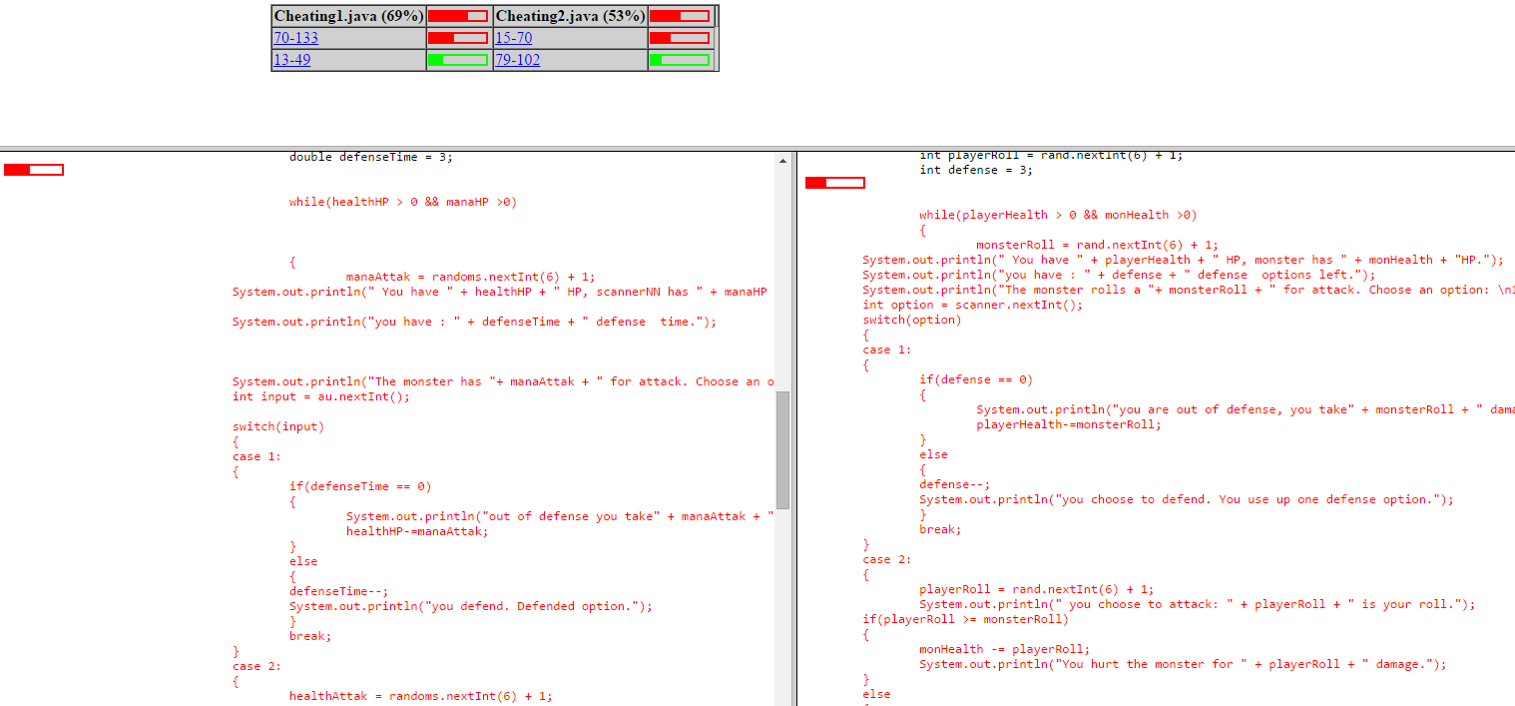 Cheating1.java (69%) Cheating2.java (53%)
70-133 15-70
13-49 79-102
double defenseTime = 3;
while(healthHP > 0 && manaHP >0)
{
manaAttak = randoms.nextInt(6) + 1;
System.out.println(" You have " + healthHP + " HP, scannerNN has " + manaHP
System.out.println("you have : " + defenseTime + " defense  time.");
System.out.println("The monster has "+ manaAttak + " for attack. Choose an o
int input = au.nextInt();
switch(input)
{
case 1:
{
if(defenseTime == 0)
{
System.out.println("out of defense you take" + manaAttak + "
healthHP-=manaAttak;
}
else
{
defenseTime--;
System.out.println("you defend. Defended option.");
}
break;
}
case 2:
{
healthAttak = randoms.nextInt(6) + 1;
int playerRoll = rand.nextInt(6) + 1;
int defense = 3;
while(playerHealth > 0 && monHealth >0)
{
monsterRoll = rand.nextInt(6) + 1;
System.out.println(" You have " + playerHealth + " HP, monster has " + monHealth + "HP.");
System.out.println("you have : " + defense + " defense  options left.");
System.out.println("The monster rolls a "+ monsterRoll + " for attack. Choose an option: \n1
int option = scanner.nextInt();
switch(option)
{
case 1:
{
if(defense == 0)
{
System.out.println("you are out of defense, you take" + monsterRoll + " dama
playerHealth-=monsterRoll;
}
else
{
defense--;
System.out.println("you choose to defend. You use up one defense option.");
}
break;
}
case 2:
{
playerRoll = rand.nextInt(6) + 1;
System.out.println(" you choose to attack: " + playerRoll + " is your roll.");
if(playerRoll >= monsterRoll)
{
monHealth -= playerRoll;
System.out.println("You hurt the monster for " + playerRoll + " damage.");
}
else